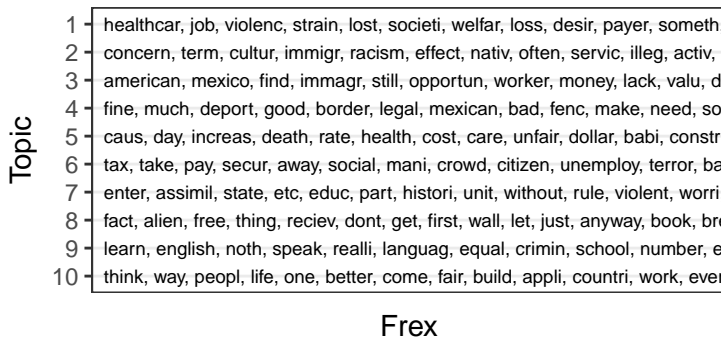 Topic
1 healthcar, job, violenc, strain, lost, societi, welfar, loss, desir, payer, someth,
2 concern, term, cultur, immigr, racism, effect, nativ, often, servic, illeg, activ,
3 american, mexico, find, immagr, still, opportun, worker, money, lack, valu, d
4 fine, much, deport, good, border, legal, mexican, bad, fenc, make, need, so
5 caus, day, increas, death, rate, health, cost, care, unfair, dollar, babi, constr
6 tax, take, pay, secur, away, social, mani, crowd, citizen, unemploy, terror, ba
7 enter, assimil, state, etc, educ, part, histori, unit, without, rule, violent, worri
8 fact, alien, free, thing, reciev, dont, get, first, wall, let, just, anyway, book, bre
9 learn, english, noth, speak, realli, languag, equal, crimin, school, number, e
10 think, way, peopl, life, one, better, come, fair, build, appli, countri, work, ever
Frex